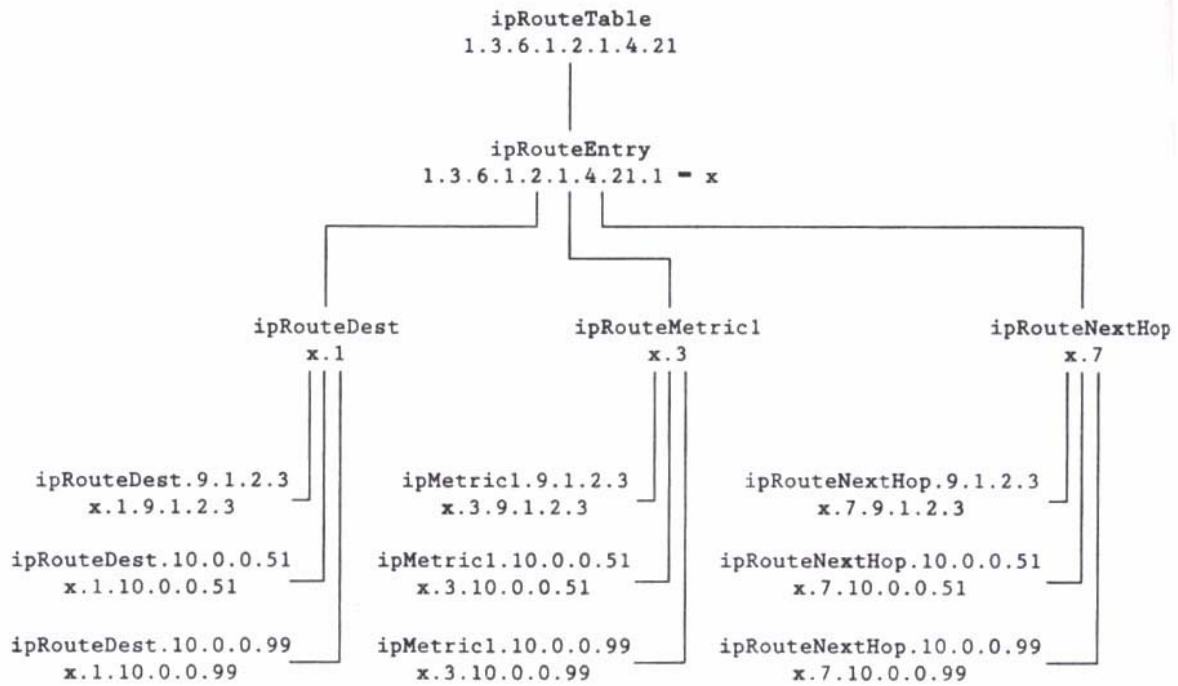 ipRouteTable
1.3.6.1.2.1.4.21
ipRouteEntry
1.3.6.1.2.1.4.21.1 = x
ipRouteDest
x.1
ipRouteMetric1
x.3
ipRouteNextHop
x.7
ipRouteDest.9.1.2.3
x.1.9.1.2.3
ipMetric1.9.1.2.3
x.3.9.1.2.3
ipRouteNextHop.9.1.2.3
x.7.9.1.2.3
ipRouteDest.10.0.0.51
x.1.10.0.0.51
ipMetric1.10.0.0.51
x.3.10.0.0.51
ipRouteNextHop.10.0.0.51
x.7.10.0.0.51
ipRouteDest.10.0.0.99
x.1.10.0.0.99
ipMetric1.10.0.0.99
x.3.10.0.0.99
ipRouteNextHop.10.0.0.99
x.7.10.0.0.99